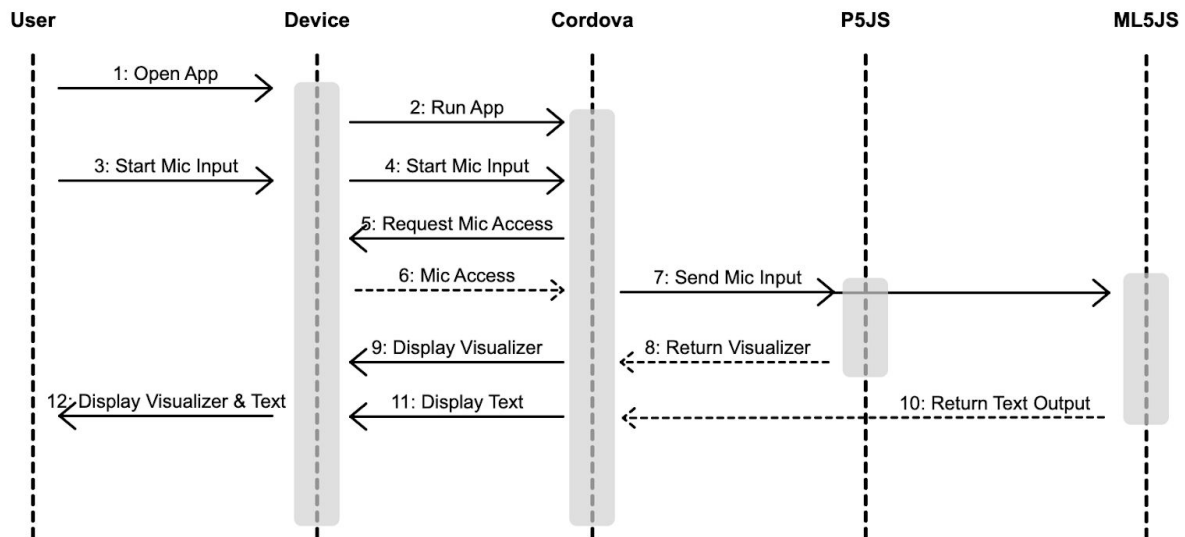 User Device Cordova P5JS ML5JS
1: Open App
2: Run App
3: Start Mic Input 4: Start Mic Input
5: Request Mic Access
6: Mic Access 7: Send Mic Input
9: Display Visualizer 8: Return Visualizer
12: Display Visualizer & Text 11: Display Text 10: Return Text Output